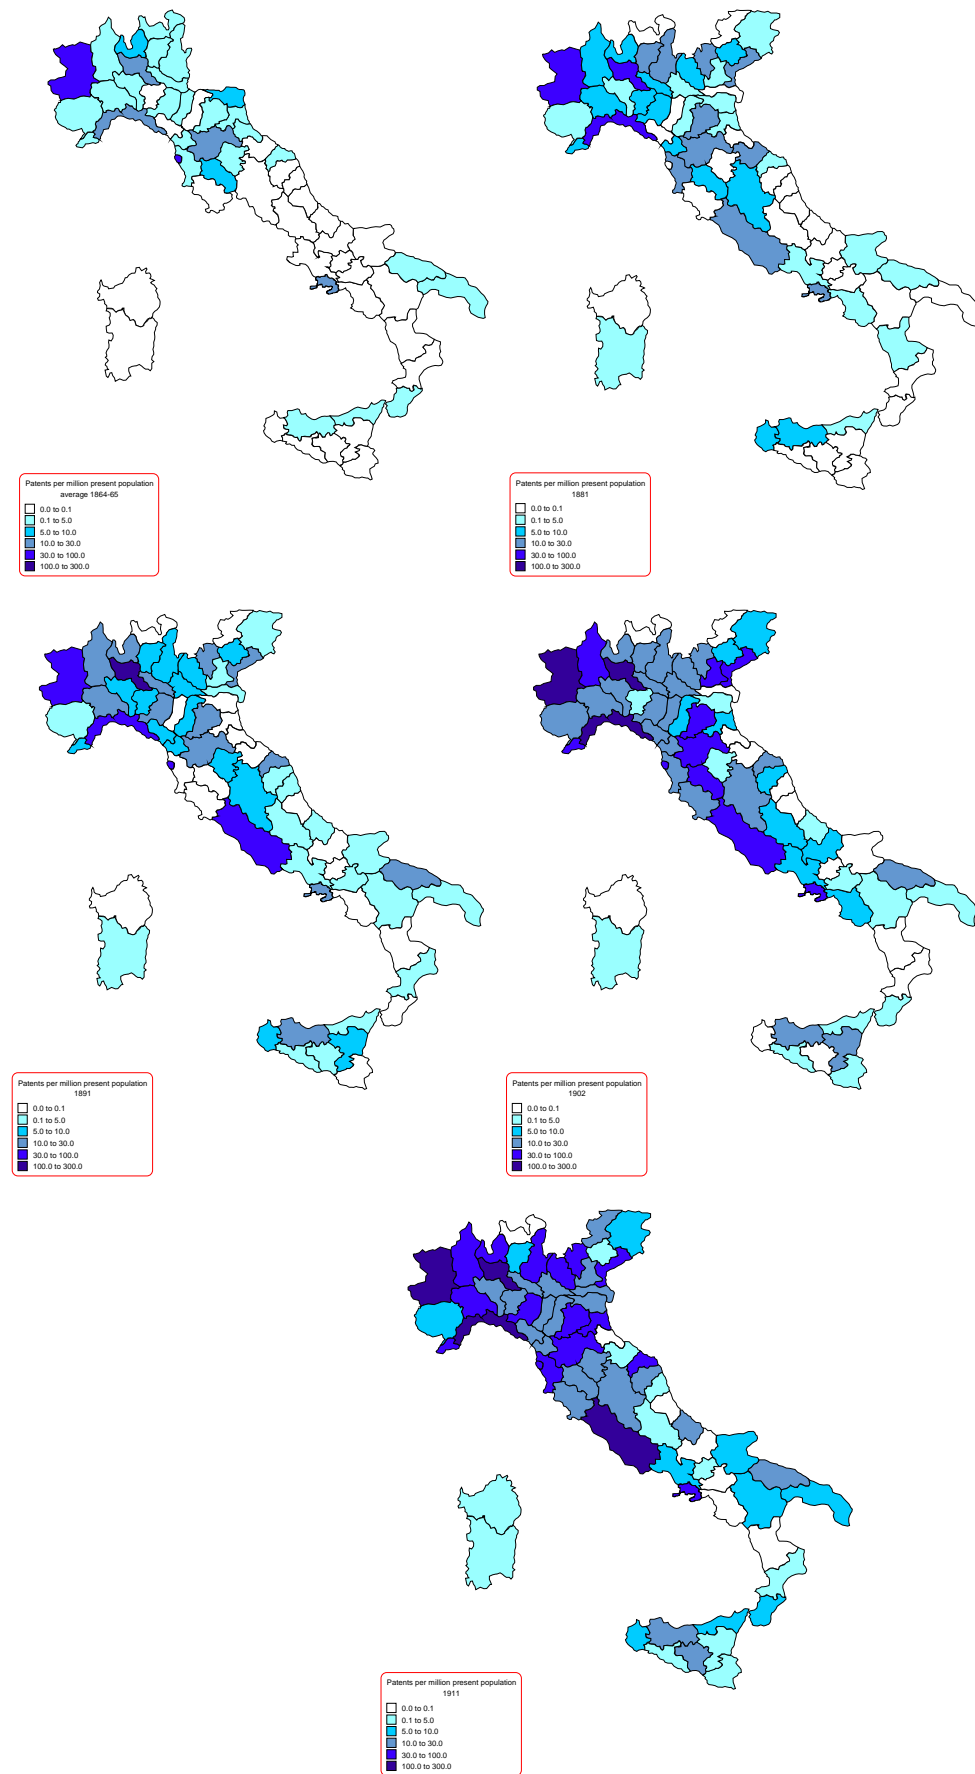 Patents per million present population
average 1864-65
0.0 to 0.1
0.1 to 5.0
5.0 to 10.0
10.0 to 30.0
30.0 to 100.0
100.0 to 300.0
Patents per million present population
1881
0.0 to 0.1
0.1 to 5.0
5.0 to 10.0
10.0 to 30.0
30.0 to 100.0
100.0 to 300.0
Patents per million present population
1891
0.0 to 0.1
0.1 to 5.0
5.0 to 10.0
10.0 to 30.0
30.0 to 100.0
100.0 to 300.0
Patents per million present population
1902
0.0 to 0.1
0.1 to 5.0
5.0 to 10.0
10.0 to 30.0
30.0 to 100.0
100.0 to 300.0
Patents per million present population
1911
0.0 to 0.1
0.1 to 5.0
5.0 to 10.0
10.0 to 30.0
30.0 to 100.0
100.0 to 300.0